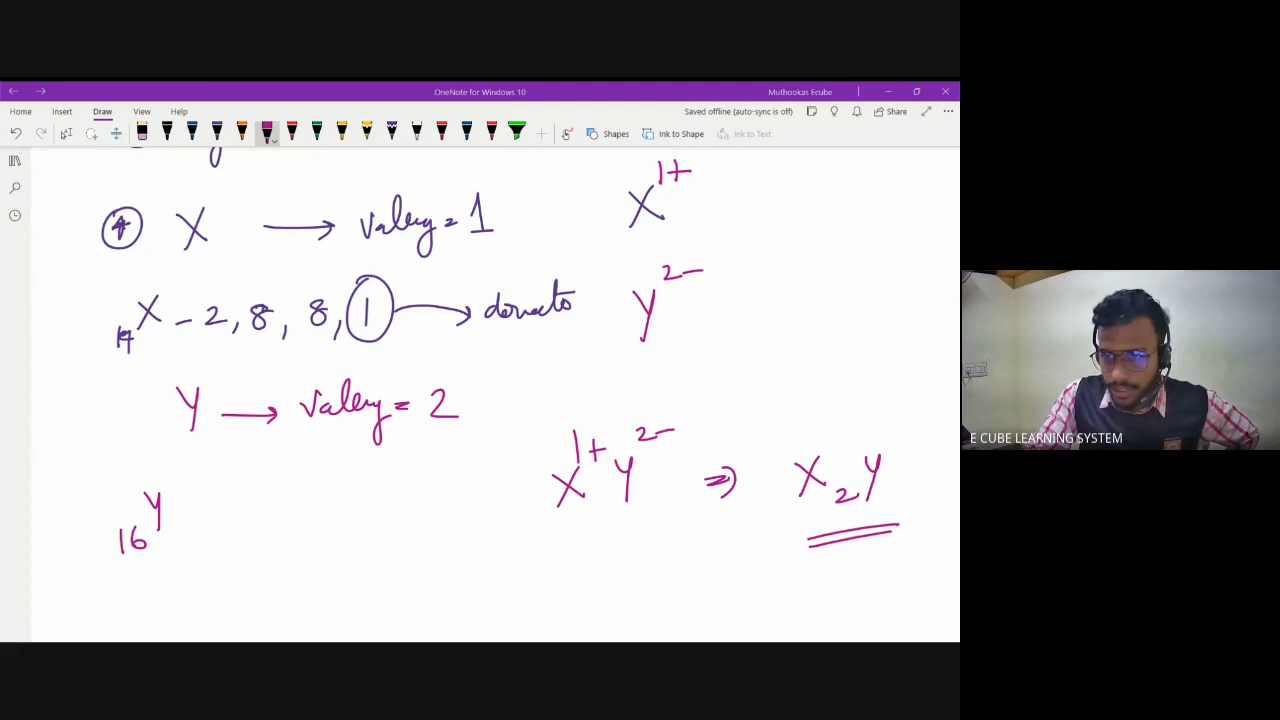 OneNote for Windows 10
Muthookas Ecube
Home Insert Draw View Help
Saved offline (auto-sync is off)
Share
Shapes
Ink to Shape
Ink to Text
4 X → valency = 1
X - 2, 8, 8, 1 → donate
Y → valency = 2
16 Y
X 1+
Y 2-
X 1+ Y 2- ⇒ X2Y
E CUBE LEARNING SYSTEM